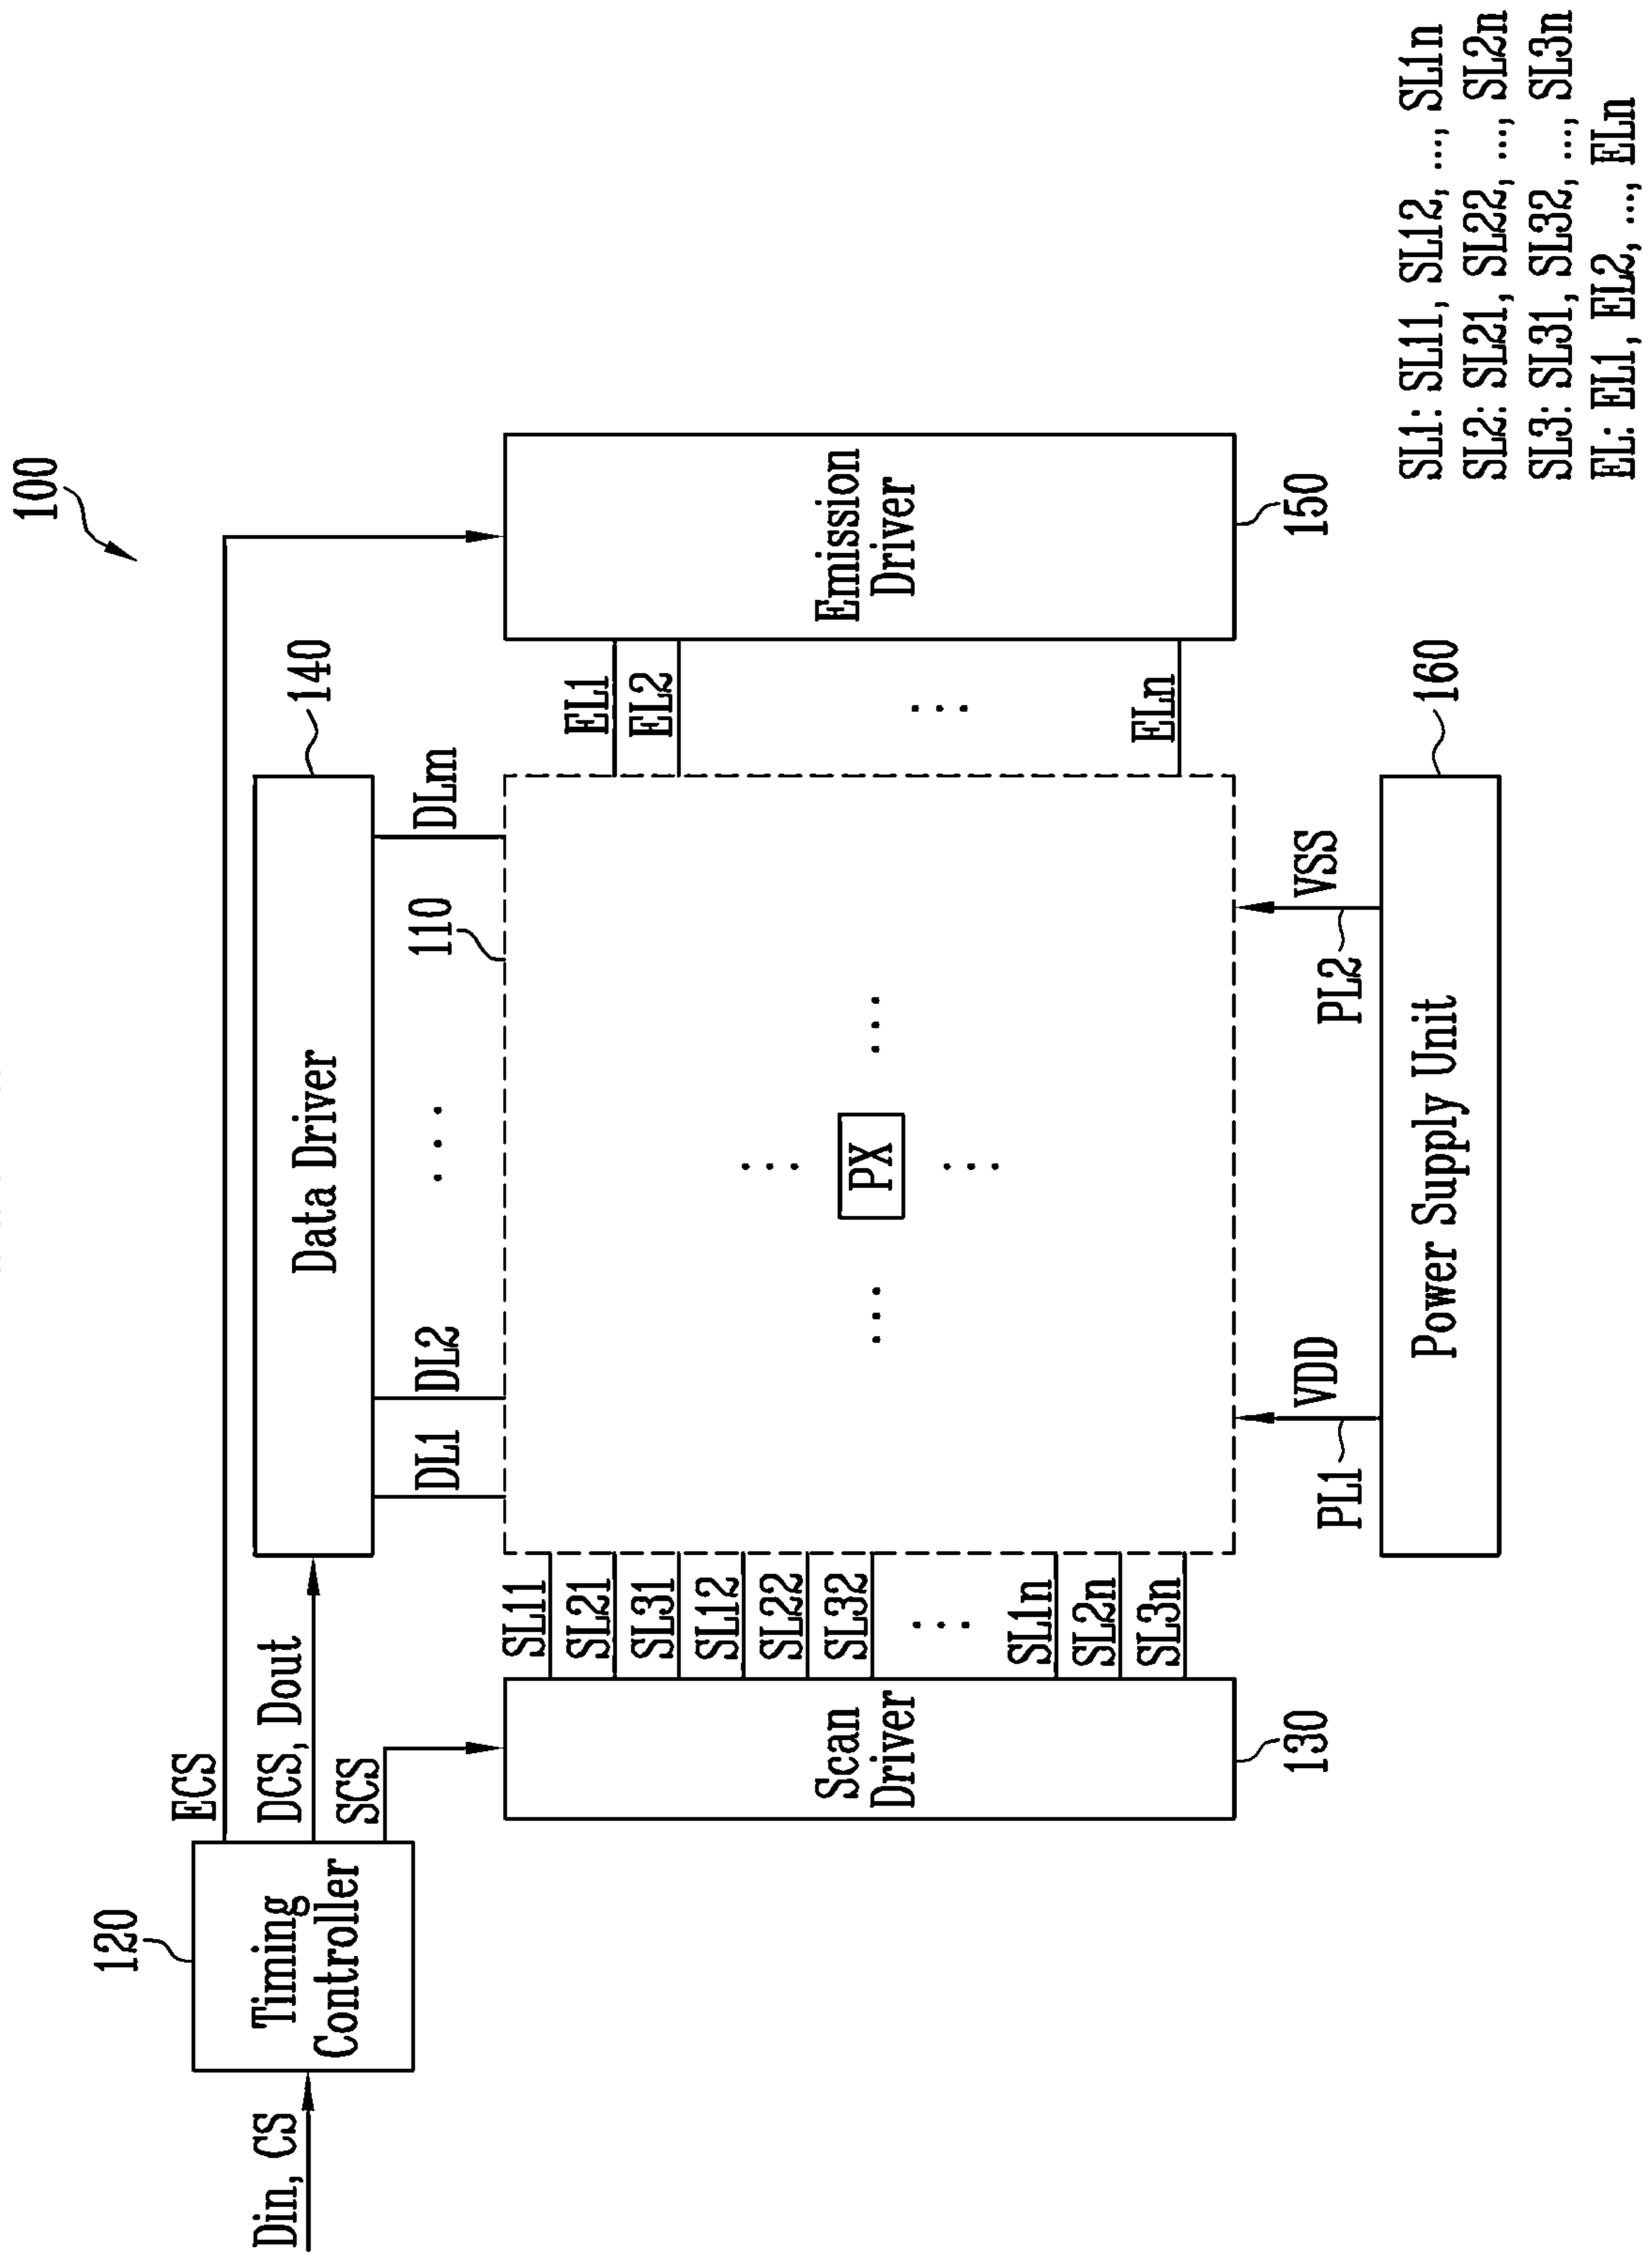 100
ECS
120
Timing
Controller
Din, CS
DCS, Dout
SCS
Data Driver
140
DL1
DL2
...
DLm
110
SL11
SL21
SL31
SL12
SL22
SL32
...
SL1n
SL2n
SL3n
Scan
Driver
130
...
... PX ...
...
EL1
EL2
...
ELn
Emission
Driver
150
PL1
VDD
PL2
VSS
Power Supply Unit
160
SL1: SL11, SL12, ..., SL1n
SL2: SL21, SL22, ..., SL2n
SL3: SL31, SL32, ..., SL3n
EL: EL1, EL2, ..., ELn